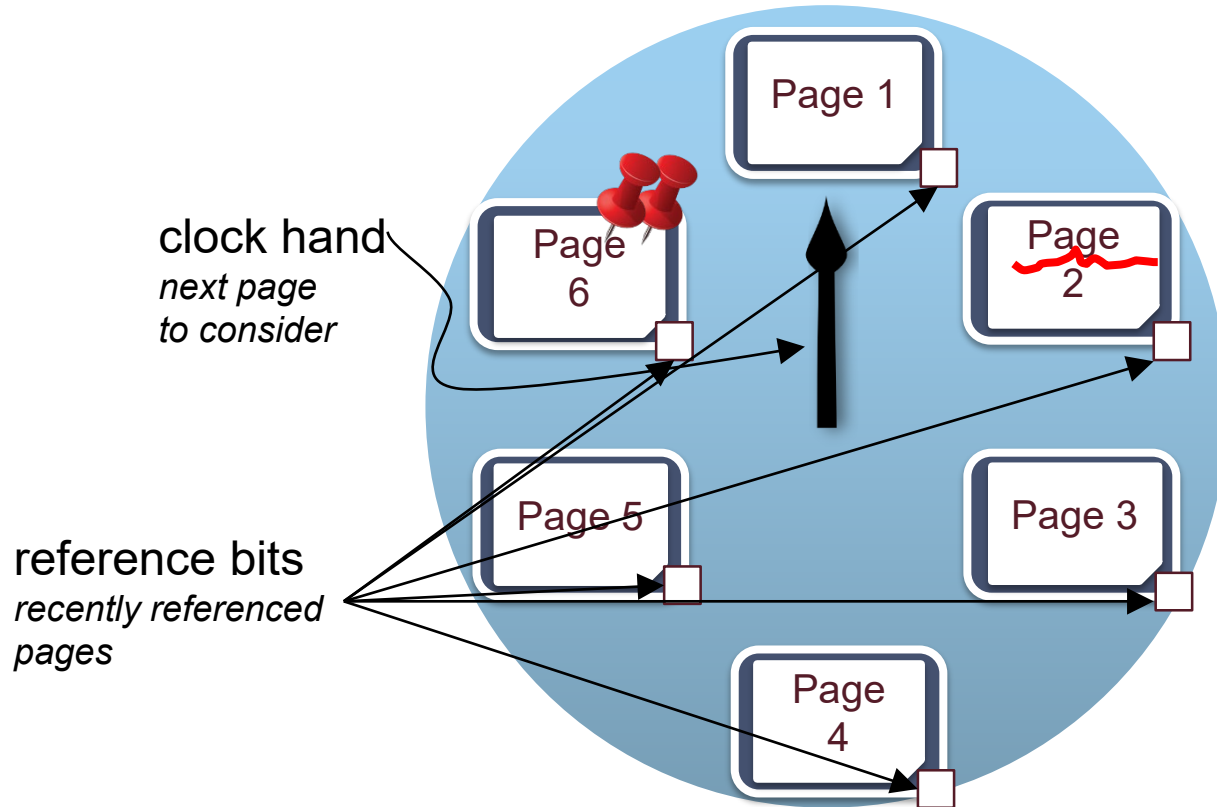 Page 1
clock hand
next page
to consider
Page
6
Page
2
Page 5
Page 3
reference bits
recently referenced
pages
Page
4